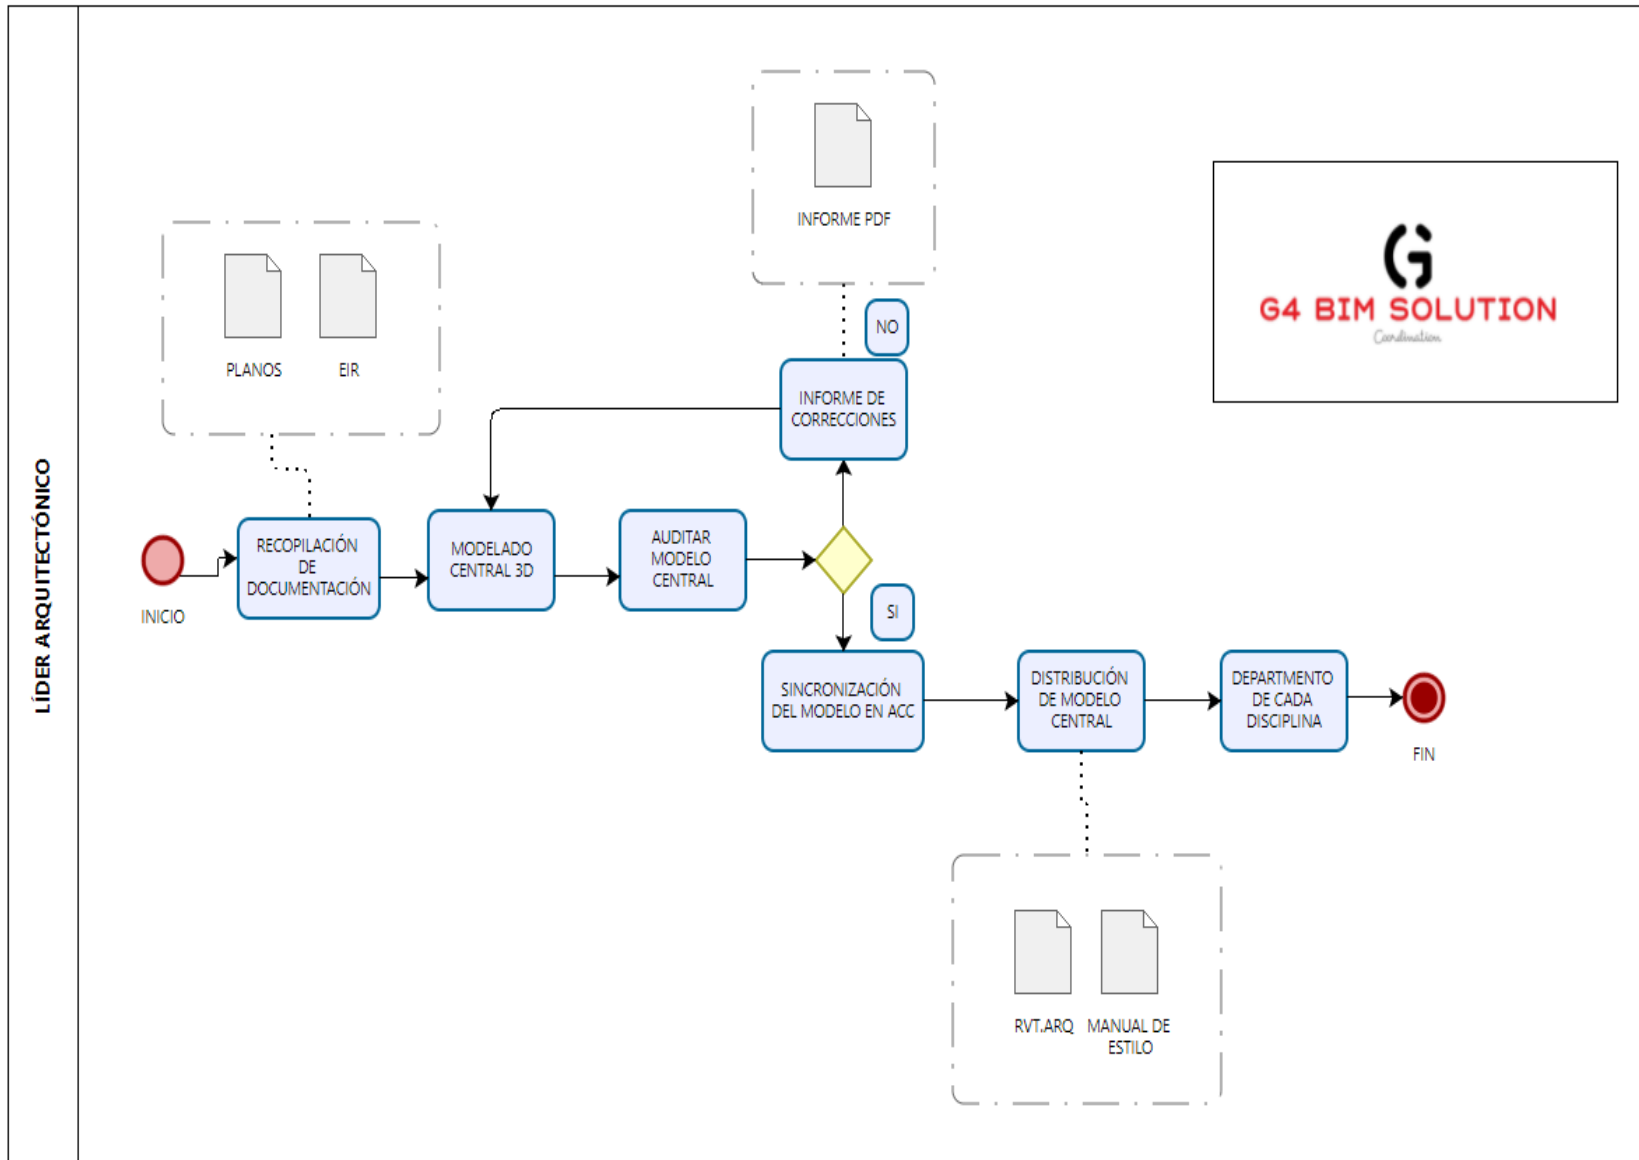 LÍDER ARQUITECTÓNICO
INFORME PDF
G4 BIM SOLUTION
Coordination
PLANOS
EIR
NO
INFORME DE
CORRECCIONES
INICIO
RECOPILACIÓN
DE
DOCUMENTACIÓN
MODELADO
CENTRAL 3D
AUDITAR
MODELO
CENTRAL
SI
SINCRONIZACIÓN
DEL MODELO EN ACC
DISTRIBUCIÓN
DE MODELO
CENTRAL
DEPARTMENTO
DE CADA
DISCIPLINA
FIN
RVT.ARQ
MANUAL DE
ESTILO